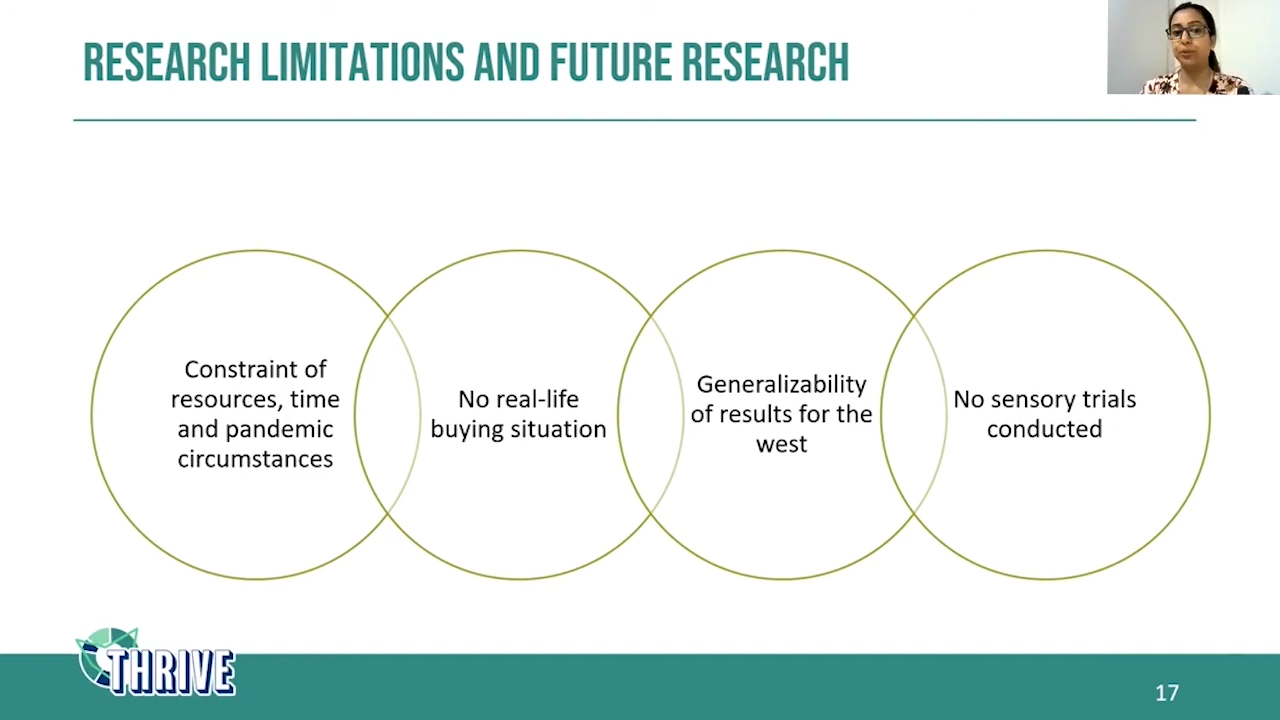 RESEARCH LIMITATIONS AND FUTURE RESEARCH
Constraint of
resources, time
and pandemic
circumstances
No real-life
buying situation
Generalizability
of results for the
west
No sensory trials
conducted
THRIVE
17